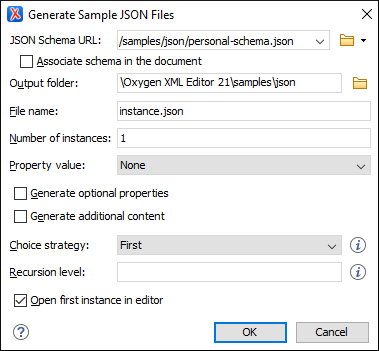 Generate Sample JSON Files
JSON Schema URL: /samples/json/personal-schema.json
Associate schema in the document
Output folder: \Oxygen XML Editor 21\samples\json
File name: instance.json
Number of instances: 1
Property value: None
Generate optional properties
Generate additional content
Choice strategy: First
Recursion level:
Open first instance in editor
OK Cancel